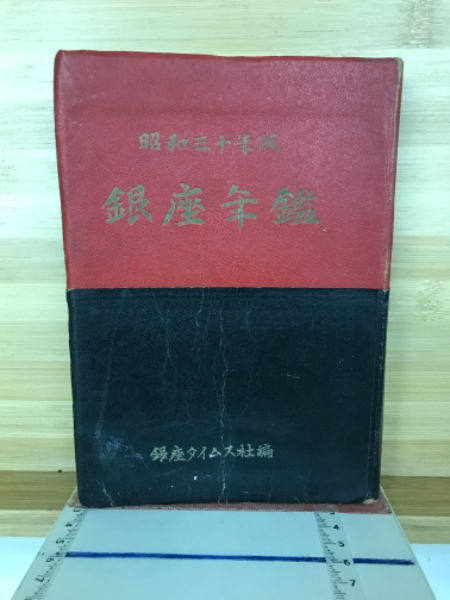 昭和三十年版
銀座年鑑
銀座タイムス社編